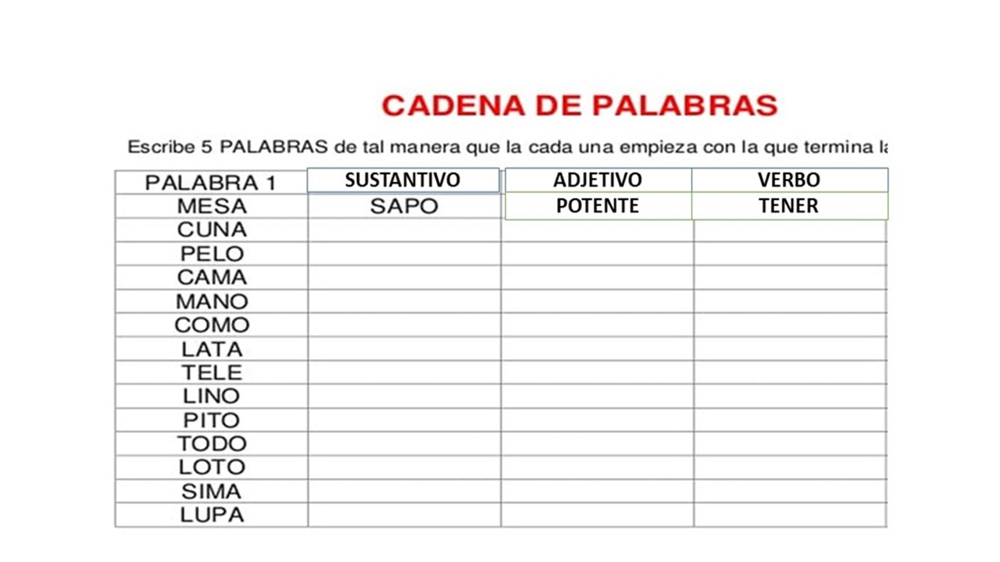 CADENA DE PALABRAS
Escribe 5 PALABRAS de tal manera que la cada una empieza con la que termina
PALABRA 1 SUSTANTIVO ADJETIVO VERBO
MESA SAPO POTENTE TENER
CUNA
PELO
CAMA
MANO
COMO
LATA
TELE
LINO
PITO
TODO
LOTO
SIMA
LUPA